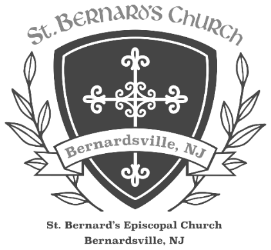 St. Bernard's Church
Bernardsville, NJ
St. Bernard's Episcopal Church
Bernardsville, NJ